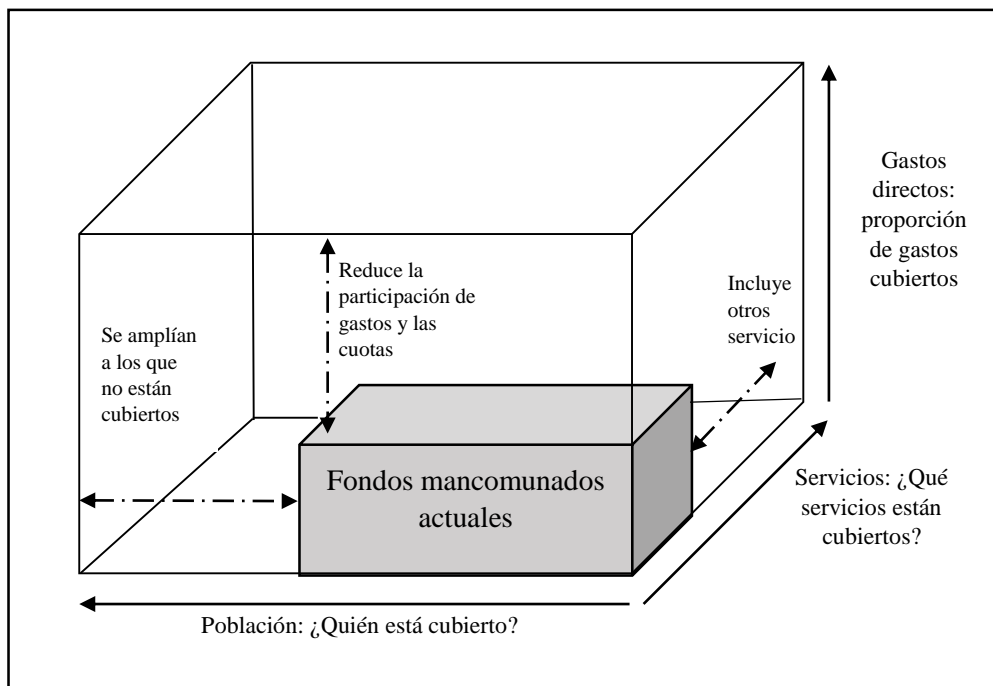 Gastos
directos:
proporción
de gastos
cubiertos
Reduce la
participación de
gastos y las
cuotas
Incluye
otros
servicio
Se amplían
a los que
no están
cubiertos
Fondos mancomunados
actuales
Servicios: ¿Qué
servicios están
cubiertos?
Población: ¿Quién está cubierto?